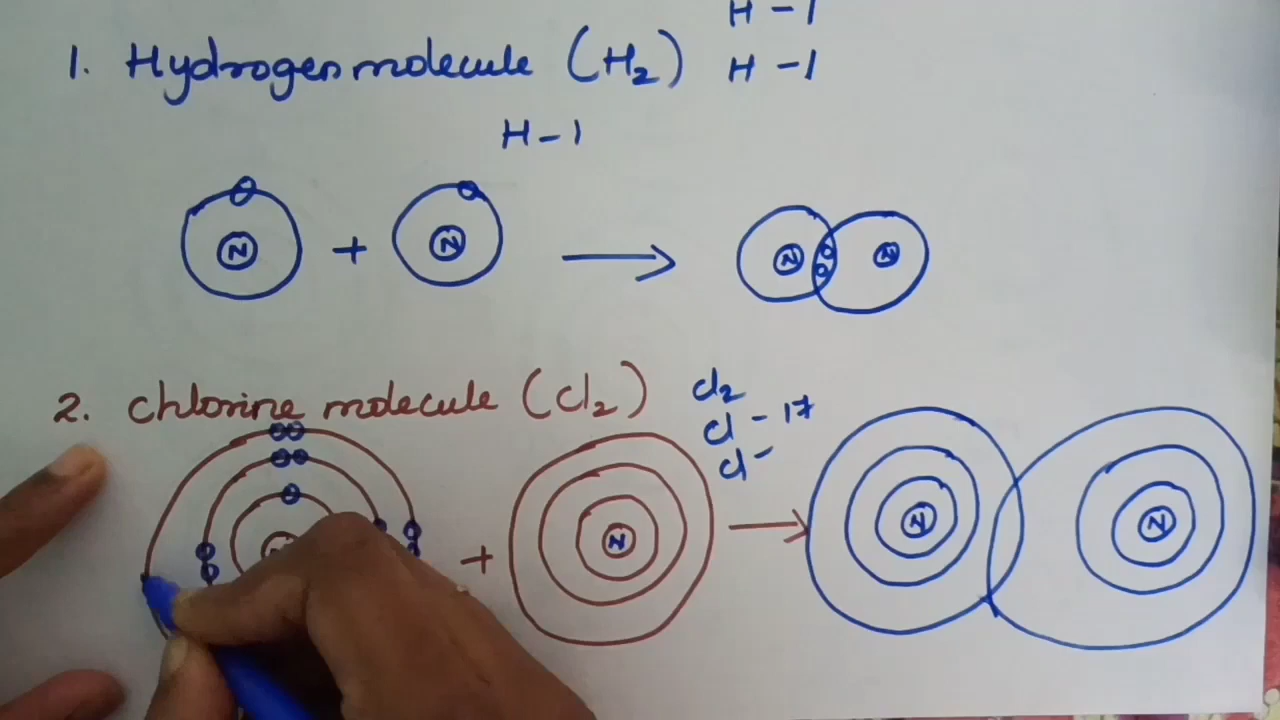 H - 1
1. Hydrogen molecule (H2) H - 1
H - 1
N + N → N N
2. Chlorine molecule (Cl2)
Cl2
Cl - 17
Cl -
+ N → N N